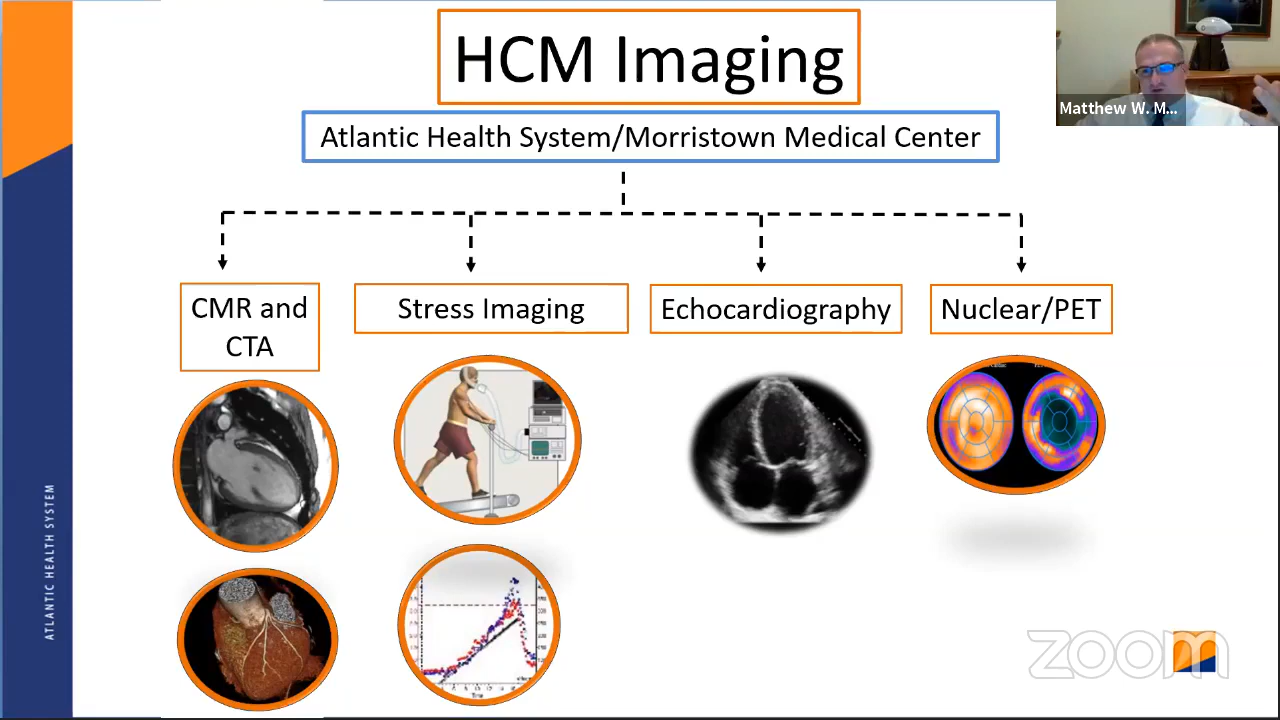 HCM Imaging
Matthew W. M...
Atlantic Health System/Morristown Medical Center
CMR and
CTA
Stress Imaging
Echocardiography
Nuclear/PET
Time
ATLANTIC HEALTH SYSTEM
zoom